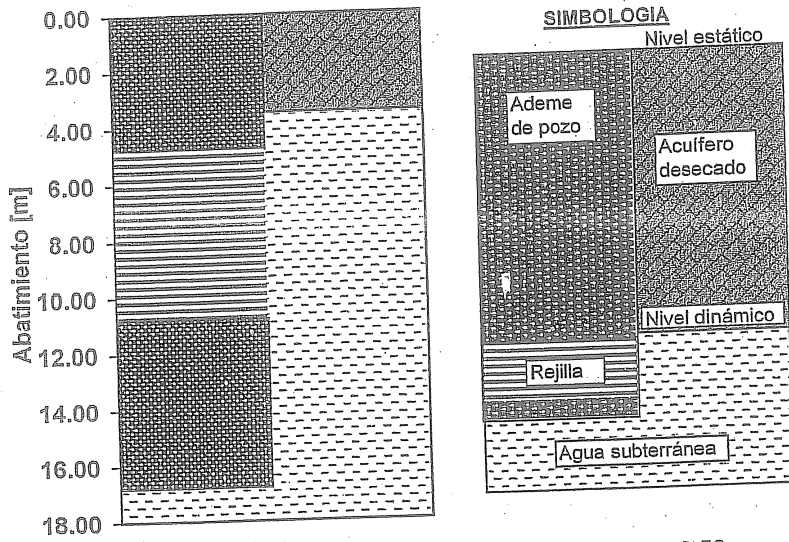 0.00
2.00
4.00
6.00
8.00
10.00
12.00
14.00
16.00
18.00
Abatimiento [m]
SIMBOLOGIA
Nivel estático
Ademe
de pozo
Acuífero
desecado
Nivel dinámico
Rejilla
Agua subterránea